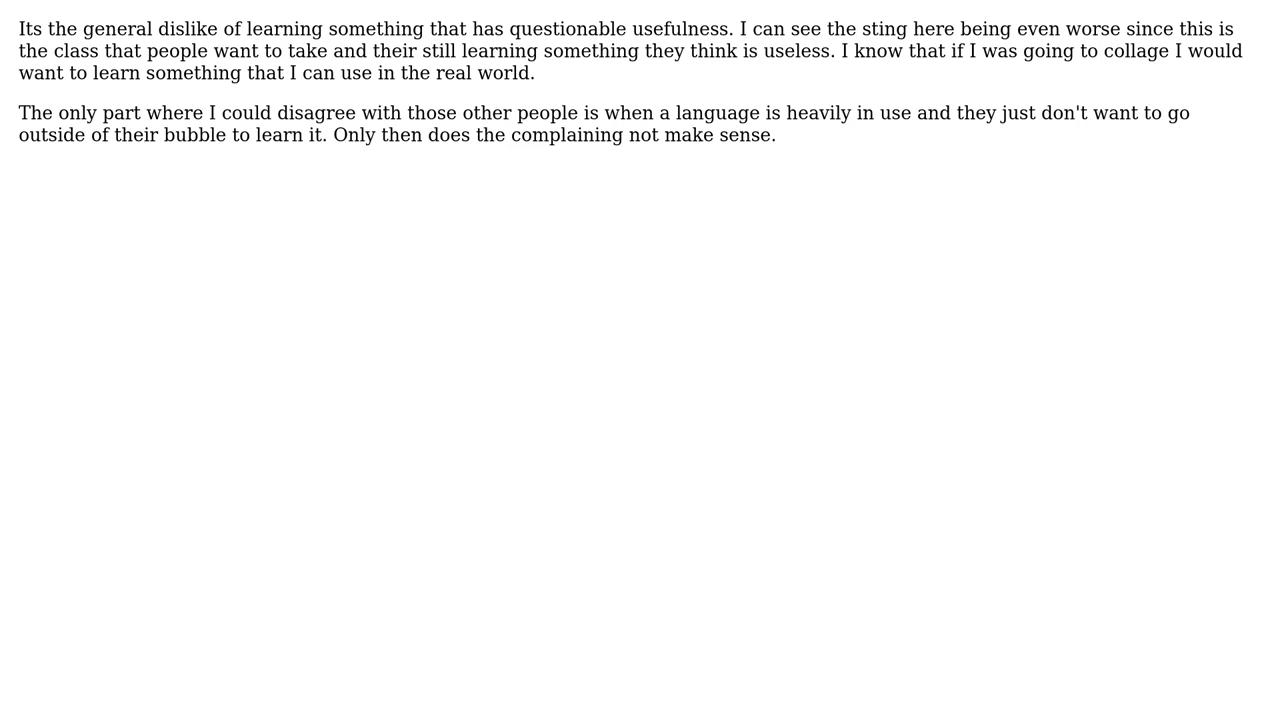 Its the general dislike of learning something that has questionable usefulness. I can see the sting here being even worse since this is
the class that people want to take and their still learning something they think is useless. I know that if I was going to collage I would
want to learn something that I can use in the real world.
The only part where I could disagree with those other people is when a language is heavily in use and they just don't want to go
outside of their bubble to learn it. Only then does the complaining not make sense.